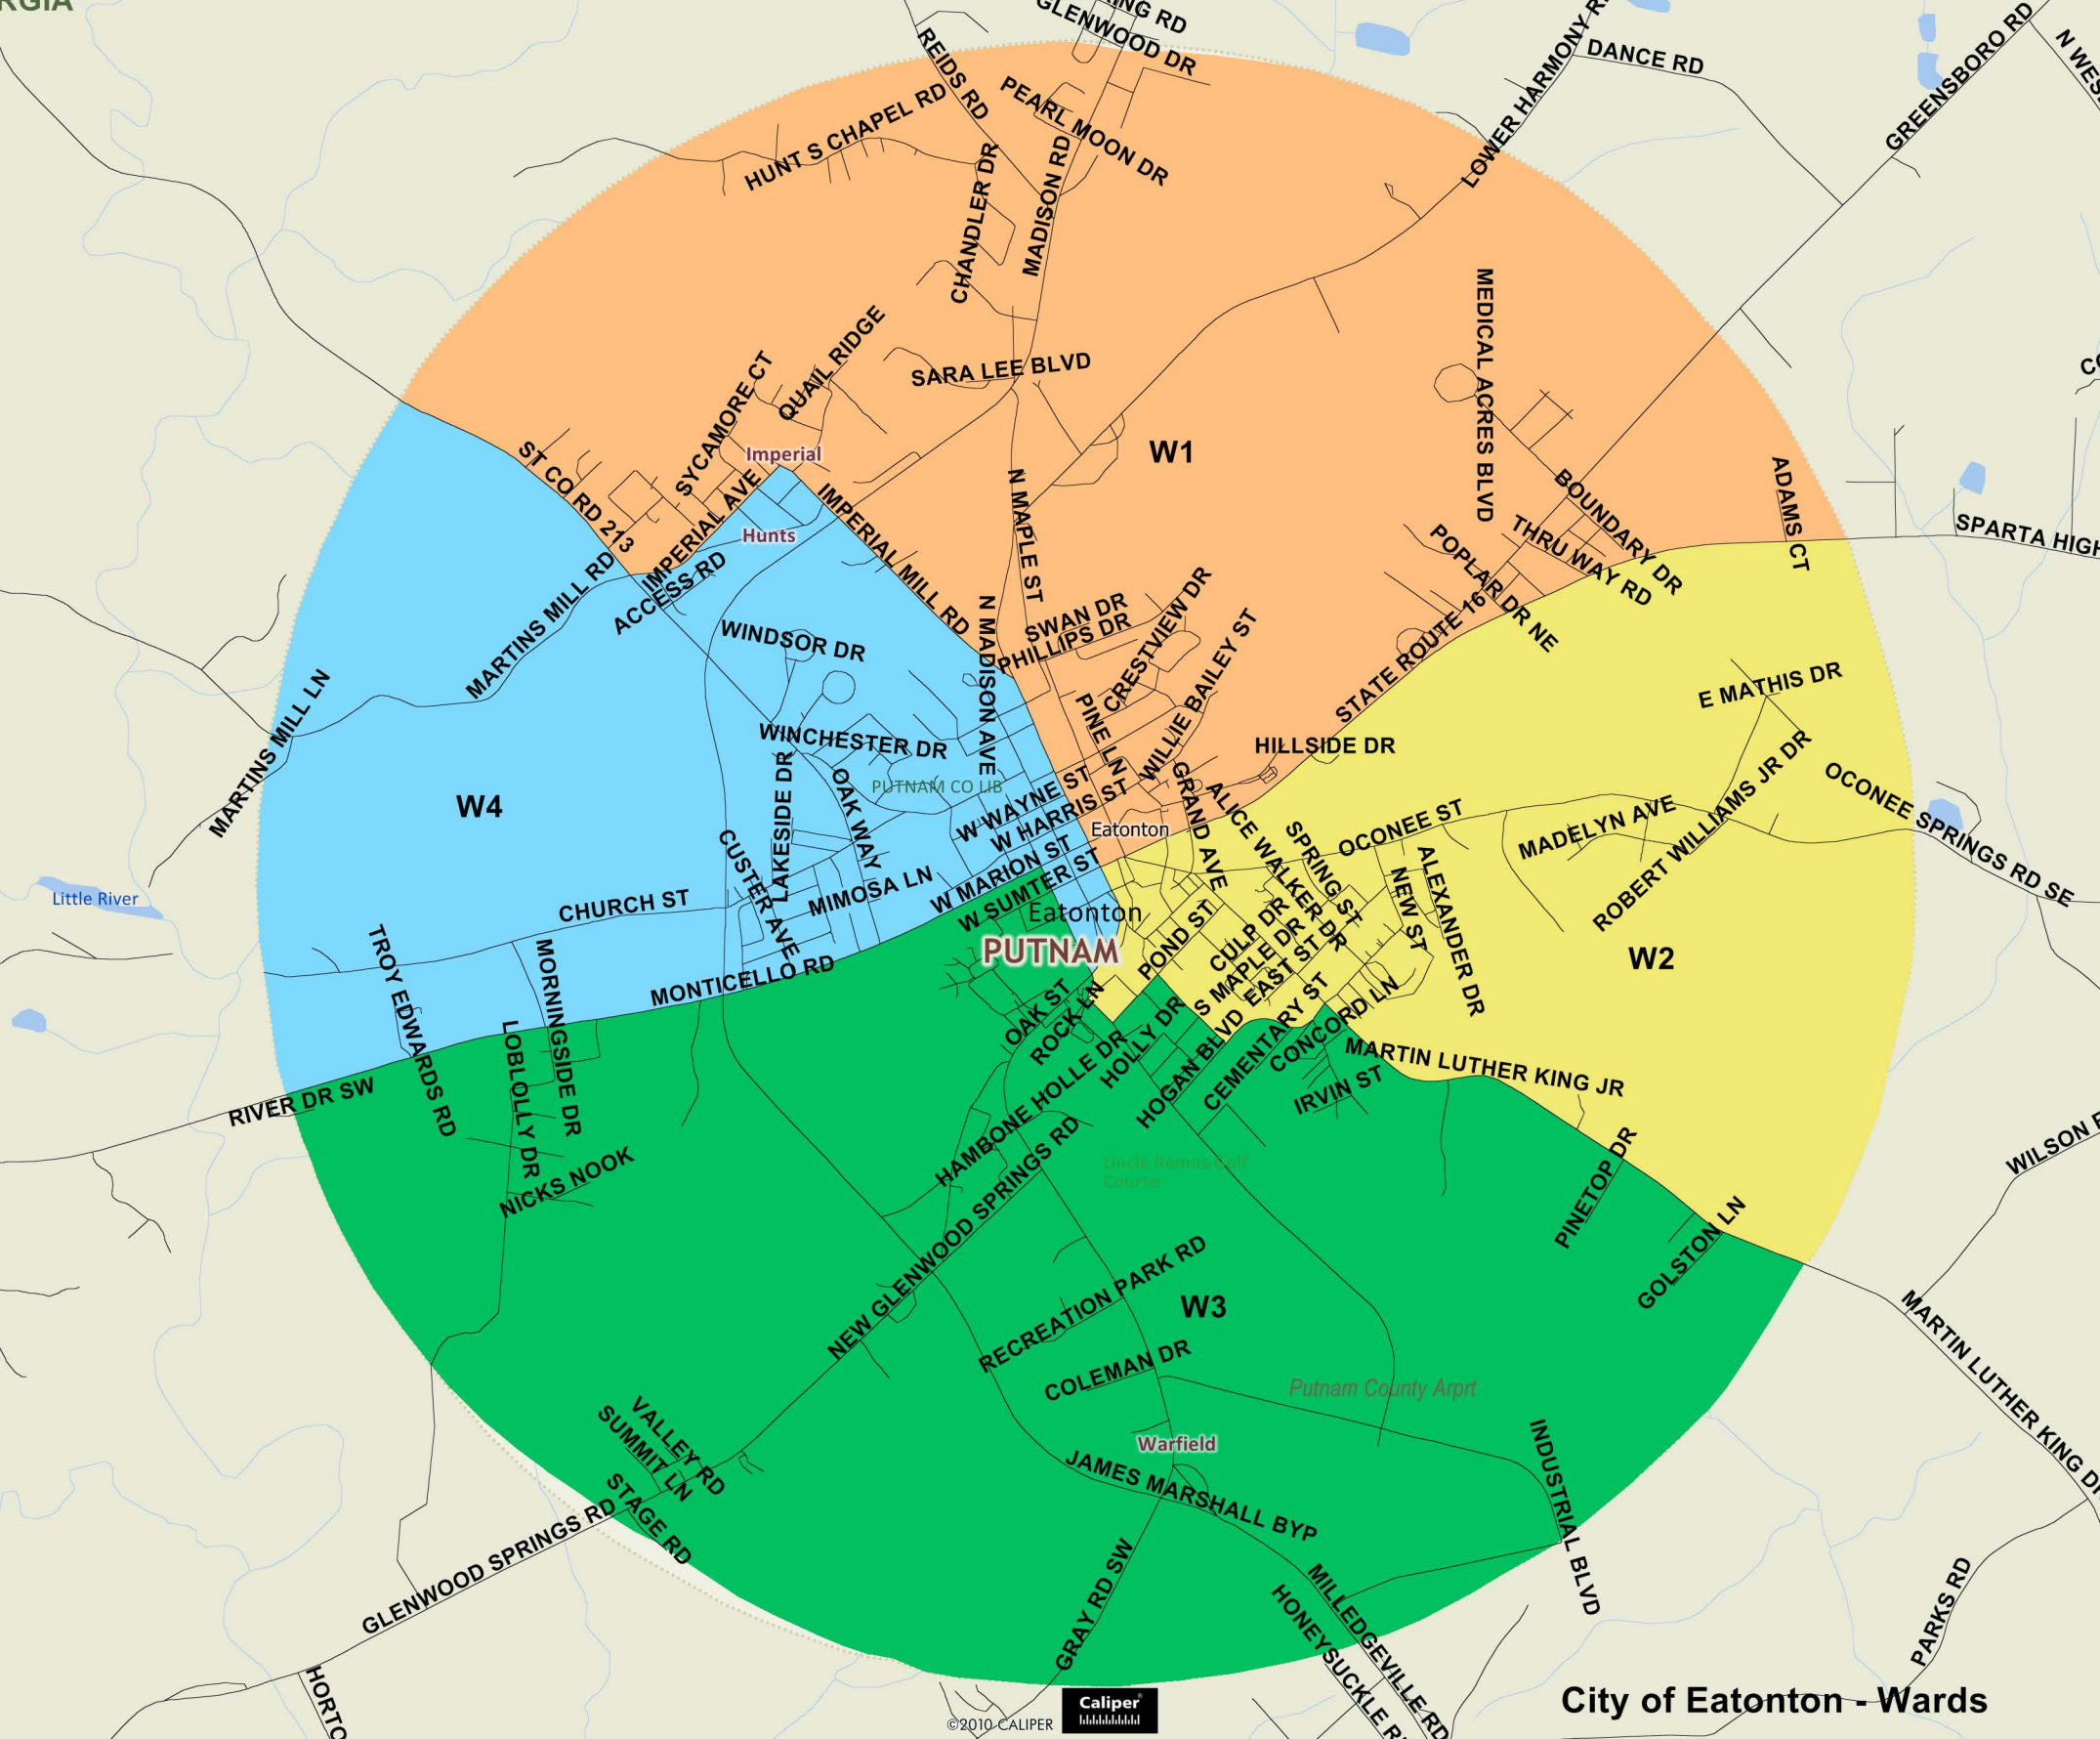 RGIA
KING RD
GLENWOOD DR
REIDS RD
PEARL MOON DR
HUNT S CHAPEL RD
CHANDLER DR
MADISON RD
LOWER HARMONY R
DANCE RD
GREENSBORO RD
N WES
MEDICAL ACRES BLVD
QUAIL RIDGE
SYCAMORE CT
SARA LEE BLVD
W1
ST CO RD 213
Imperial
IMPERIAL AVE
Hunts
ACCESS RD
IMPERIAL MILL RD
N MAPLE ST
BOUNDARY DR
THRU WAY RD
POPLAR DR NE
ADAMS CT
SPARTA HIGH
CO
MARTINS MILL RD
MARTINS MILL LN
WINDSOR DR
N MADISON AVE
SWAN DR
PHILLIPS DR
CRESTVIEW DR
WILLIE BAILEY ST
PINE LN
STATE ROUTE 16
HILLSIDE DR
E MATHIS DR
WINCHESTER DR
PUTNAM CO LIB
W4
LAKESIDE DR
OAK WAY
W WAYNE ST
W HARRIS ST
Eatonton
GRAND AVE
ALICE WALKER DR
SPRING ST
OCONEE ST
MADELYN AVE
ROBERT WILLIAMS JR DR
OCONEE SPRINGS RD SE
W MARION ST
W SUMTER ST
CUSTER AVE
MIMOSA LN
CHURCH ST
Little River
Eatonton
PUTNAM
POND ST
CULP DR
S MAPLE DR
EAST ST
NEW ST
ALEXANDER DR
W2
TROY EDWARDS RD
MORNINGSIDE DR
MONTICELLO RD
LOBLOLLY DR
OAK ST
ROCK LN
HOLLY DR
HOGAN BLVD
CEMENTARY ST
CONCORD LN
IRVIN ST
MARTIN LUTHER KING JR
RIVER DR SW
NICKS NOOK
HAMBONE HOLLE DR
NEW GLENWOOD SPRINGS RD
Uncle Remus Golf
Course
PINETOP DR
GOLSTON LN
WILSON R
RECREATION PARK RD
W3
COLEMAN DR
Putnam County Arprt
MARTIN LUTHER KING D
VALLEY RD
SUMMIT LN
STAGE RD
GLENWOOD SPRINGS RD
Warfield
JAMES MARSHALL BYP
INDUSTRIAL BLVD
GRAY RD SW
MILLEDGEVILLE RD
HONEYSUCKLE R
PARKS RD
HORTO
©2010 CALIPER
Caliper
City of Eatonton - Wards